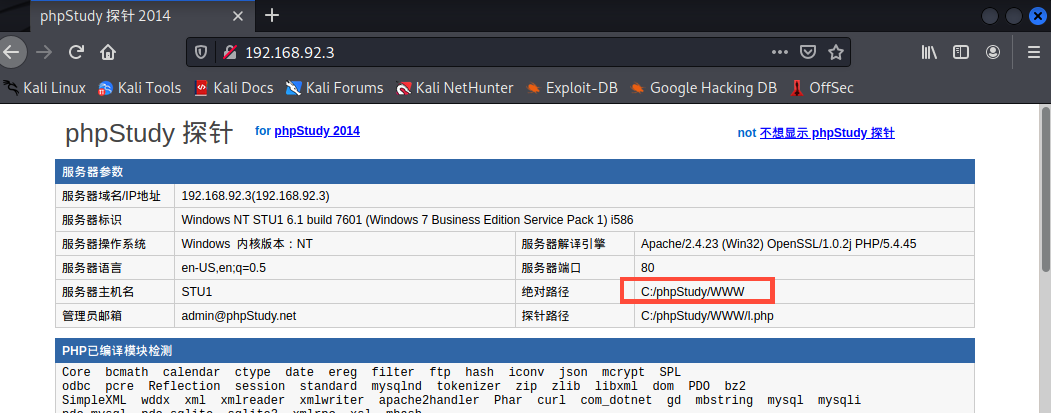 phpStudy 探针 2014
192.168.92.3
Kali Linux Kali Tools Kali Docs Kali Forums Kali NetHunter Exploit-DB Google Hacking DB OffSec
phpStudy 探针 for phpStudy 2014 not 不想显示 phpStudy 探针
服务器参数
服务器域名/IP地址 192.168.92.3(192.168.92.3)
服务器标识 Windows NT STU1 6.1 build 7601 (Windows 7 Business Edition Service Pack 1) i586
服务器操作系统 Windows 内核版本：NT 服务器解译引擎 Apache/2.4.23 (Win32) OpenSSL/1.0.2j PHP/5.4.45
服务器语言 en-US,en;q=0.5 服务器端口 80
服务器主机名 STU1 绝对路径 C:/phpStudy/WWW
管理员邮箱 admin@phpStudy.net 探针路径 C:/phpStudy/WWW/l.php
PHP已编译模块检测
Core bcmath calendar ctype date ereg filter ftp hash iconv json mcrypt SPL
odbc pcre Reflection session standard mysqlnd tokenizer zip zlib libxml dom PDO bz2
SimpleXML wddx xml xmlreader xmlwriter apache2handler Phar curl com_dotnet gd mbstring mysql mysqli